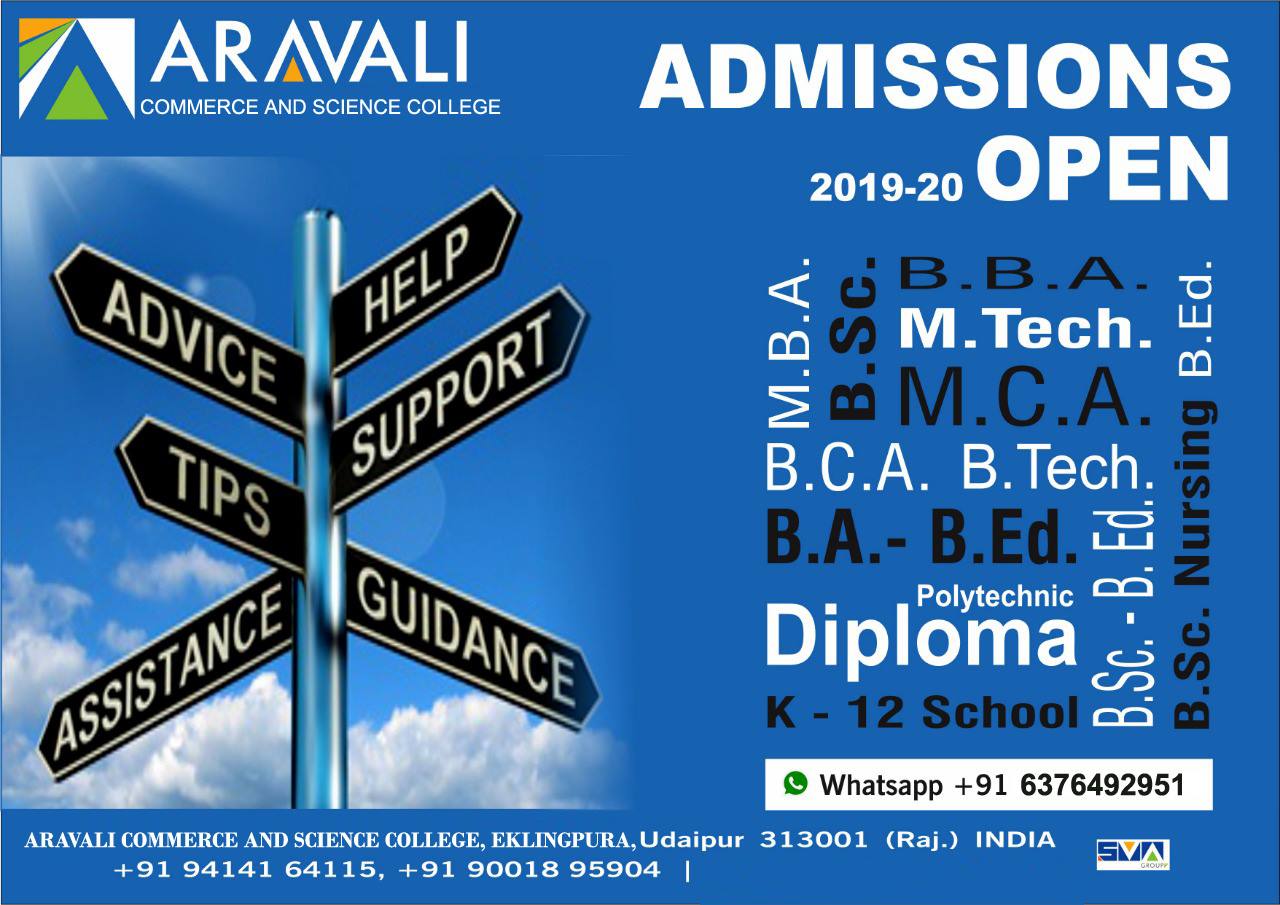 ARAVALI
COMMERCE AND SCIENCE COLLEGE
ADMISSIONS
2019-20 OPEN
HELP
ADVICE
SUPPORT
TIPS
GUIDANCE
ASSISTANCE
M.B.A.
B.Sc.
B.B.A.
M.Tech.
M.C.A.
B.Ed.
B.C.A. B.Tech.
B.A.- B.Ed.
Polytechnic
Diploma
K - 12 School
B.Sc. - B. Ed.
B.Sc. Nursing
Whatsapp +91 6376492951
ARAVALI COMMERCE AND SCIENCE COLLEGE, EKLINGPURA, Udaipur 313001 (Raj.) INDIA
+91 94141 64115, +91 90018 95904 |